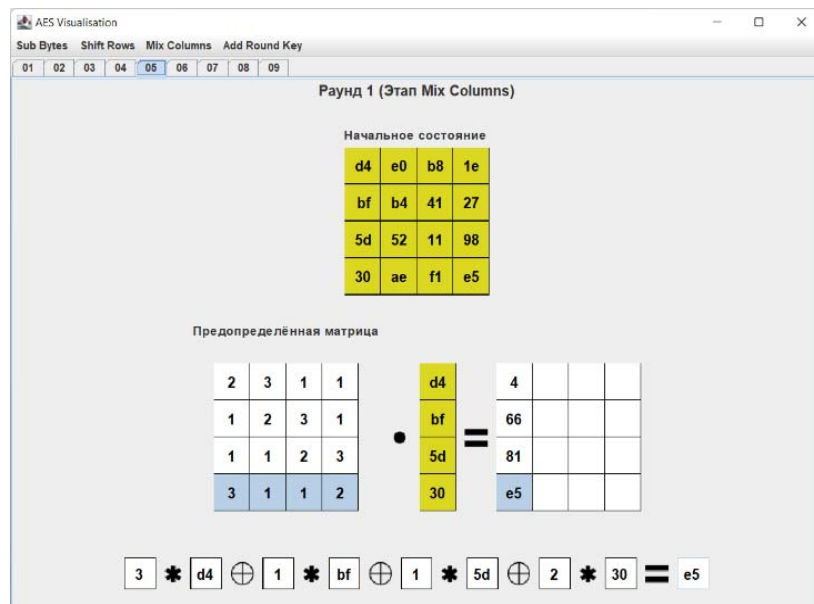 AES Visualisation
Sub Bytes Shift Rows Mix Columns Add Round Key
01 02 03 04 05 06 07 08 09
Раунд 1 (Этап Mix Columns)
Начальное состояние
d4 e0 b8 1e
bf b4 41 27
5d 52 11 98
30 ae f1 e5
Предопределённая матрица
2 3 1 1 d4 4
1 2 3 1 bf 66
1 1 2 3 5d 81
3 1 1 2 30 e5
3 * d4 ⊕ 1 * bf ⊕ 1 * 5d ⊕ 2 * 30 = e5